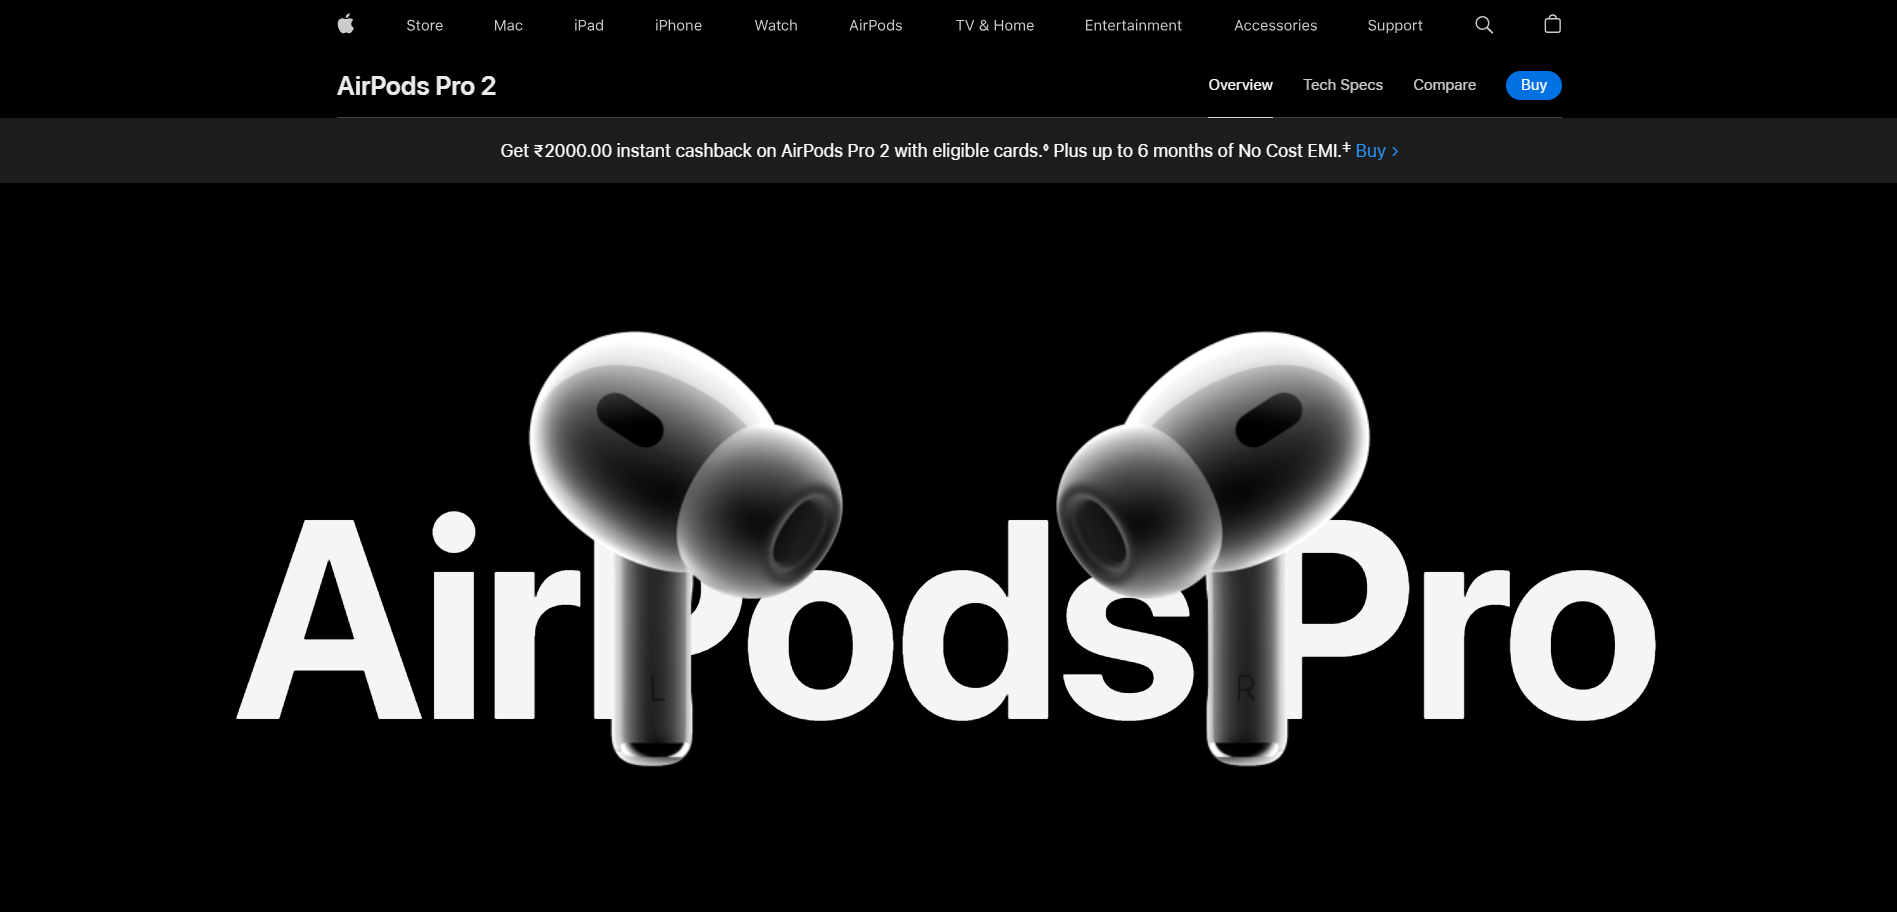 Store Mac iPad iPhone Watch AirPods TV & Home Entertainment Accessories Support
AirPods Pro 2 Overview Tech Specs Compare Buy
Get ₹2000.00 instant cashback on AirPods Pro 2 with eligible cards.◊ Plus up to 6 months of No Cost EMI.‡ Buy >
AirPods Pro
L R